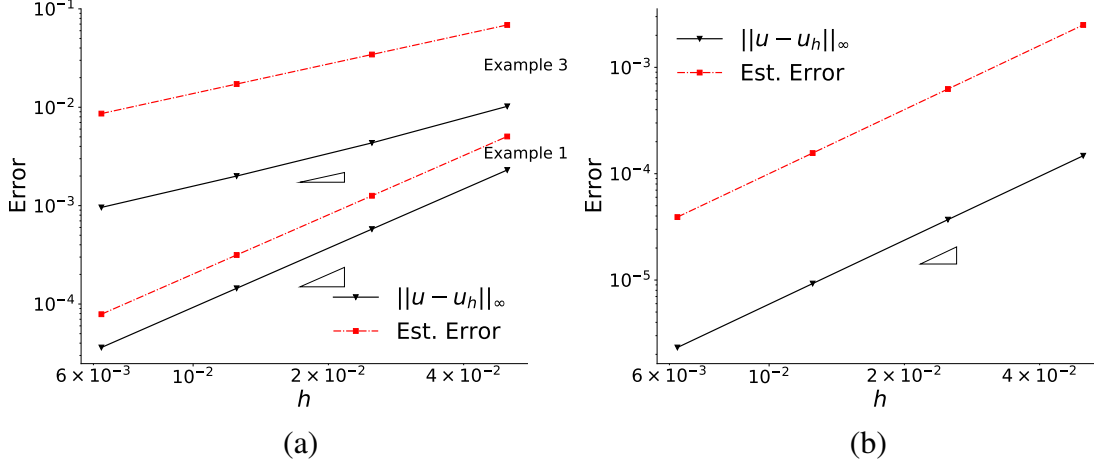 10⁻¹
10⁻²
10⁻³
10⁻⁴
Error
Example 3
Example 1
||u − uₕ||∞
Est. Error
6 × 10⁻³
10⁻²
2 × 10⁻²
4 × 10⁻²
h
(a)
||u − uₕ||∞
Est. Error
10⁻³
10⁻⁴
10⁻⁵
Error
6 × 10⁻³
10⁻²
2 × 10⁻²
4 × 10⁻²
h
(b)